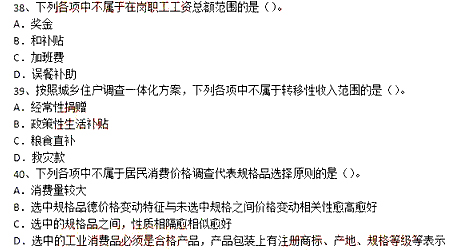 38、下列各项中不属于在岗职工工资总额范围的是（）。
A. 奖金
B. 和补贴
C. 加班费
D. 误餐补助
39、按照城乡住户调查一体化方案，下列各项中不属于转移性收入范围的是（）。
A. 经常性捐赠
B. 政策性生活补贴
C. 粮食直补
D. 救灾款
40、下列各项中不属于居民消费价格调查代表规格品选择原则的是（）。
A. 消费量较大
B. 选中规格品德价格变动特征与未选中规格之间价格变动相关性愈高愈好
C. 选中的规格品之间，性质相隔愈相似愈好
D. 选中的工业消费品必须是合格产品，产品包装上有注册商标、产地、规格等级等表示